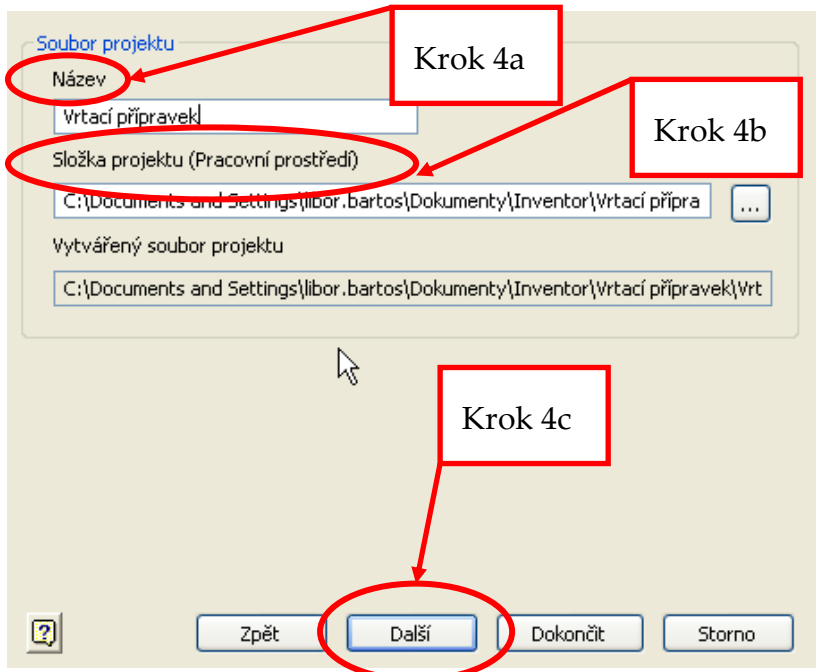 Soubor projektu
Krok 4a
Název
Vrtací přípravek
Krok 4b
Složka projektu (Pracovní prostředí)
C:\Documents and Settings\libor.bartos\Dokumenty\Inventor\Vrtací přípra
...
Vytvářený soubor projektu
C:\Documents and Settings\libor.bartos\Dokumenty\Inventor\Vrtací přípravek\Vrt
Krok 4c
?
Zpět
Další
Dokončit
Storno